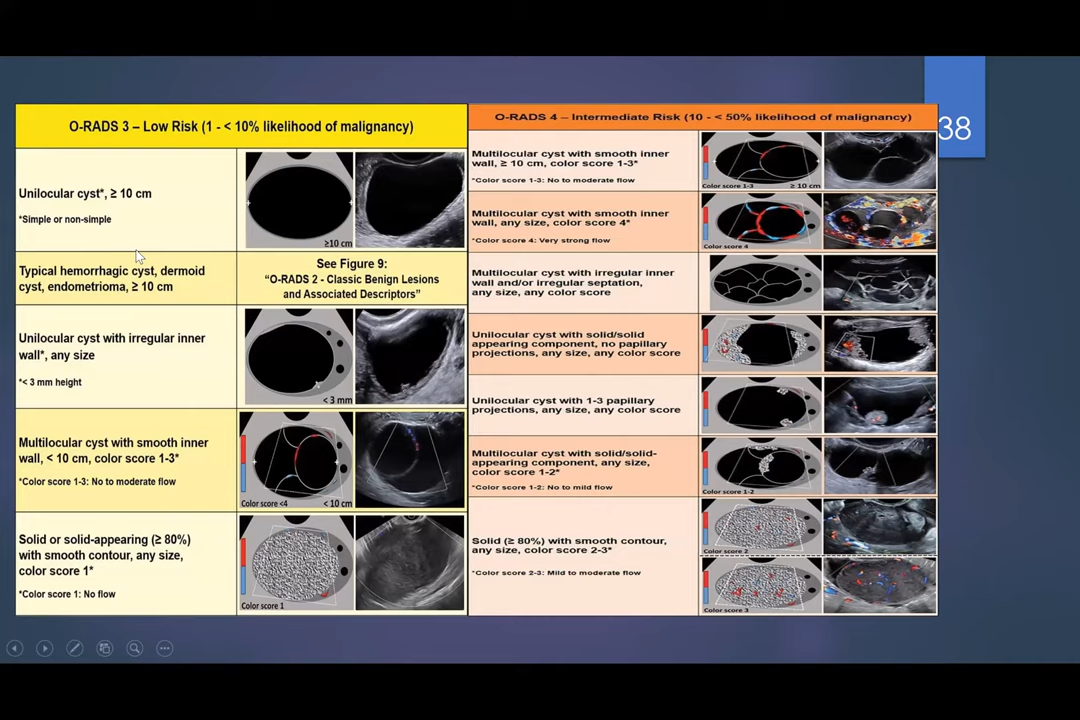 38
O-RADS 3 – Low Risk (1 - < 10% likelihood of malignancy)
Unilocular cyst*, ≥ 10 cm
*Simple or non-simple
≥10 cm
Typical hemorrhagic cyst, dermoid
cyst, endometrioma, ≥ 10 cm
See Figure 9:
“O-RADS 2 - Classic Benign Lesions
and Associated Descriptors”
Unilocular cyst with irregular inner
wall*, any size
*< 3 mm height
< 3 mm
Multilocular cyst with smooth inner
wall, < 10 cm, color score 1-3*
*Color score 1-3: No to moderate flow
Color score <4
< 10 cm
Solid or solid-appearing (≥ 80%)
with smooth contour, any size,
color score 1*
*Color score 1: No flow
Color score 1
O-RADS 4 – Intermediate Risk (10 - < 50% likelihood of malignancy)
Multilocular cyst with smooth inner
wall, ≥ 10 cm, color score 1-3*
*Color score 1-3: No to moderate flow
Color score 1-3
≥ 10 cm
Multilocular cyst with smooth inner
wall, any size, color score 4*
*Color score 4: Very strong flow
Color score 4
Multilocular cyst with irregular inner
wall and/or irregular septation,
any size, any color score
Unilocular cyst with solid/solid
appearing component, no papillary
projections, any size, any color score
Unilocular cyst with 1-3 papillary
projections, any size, any color score
Multilocular cyst with solid/solid-
appearing component, any size,
color score 1-2*
*Color score 1-2: No to mild flow
Color score 1-2
Solid (≥ 80%) with smooth contour,
any size, color score 2-3*
*Color score 2-3: Mild to moderate flow
Color score 2
Color score 3